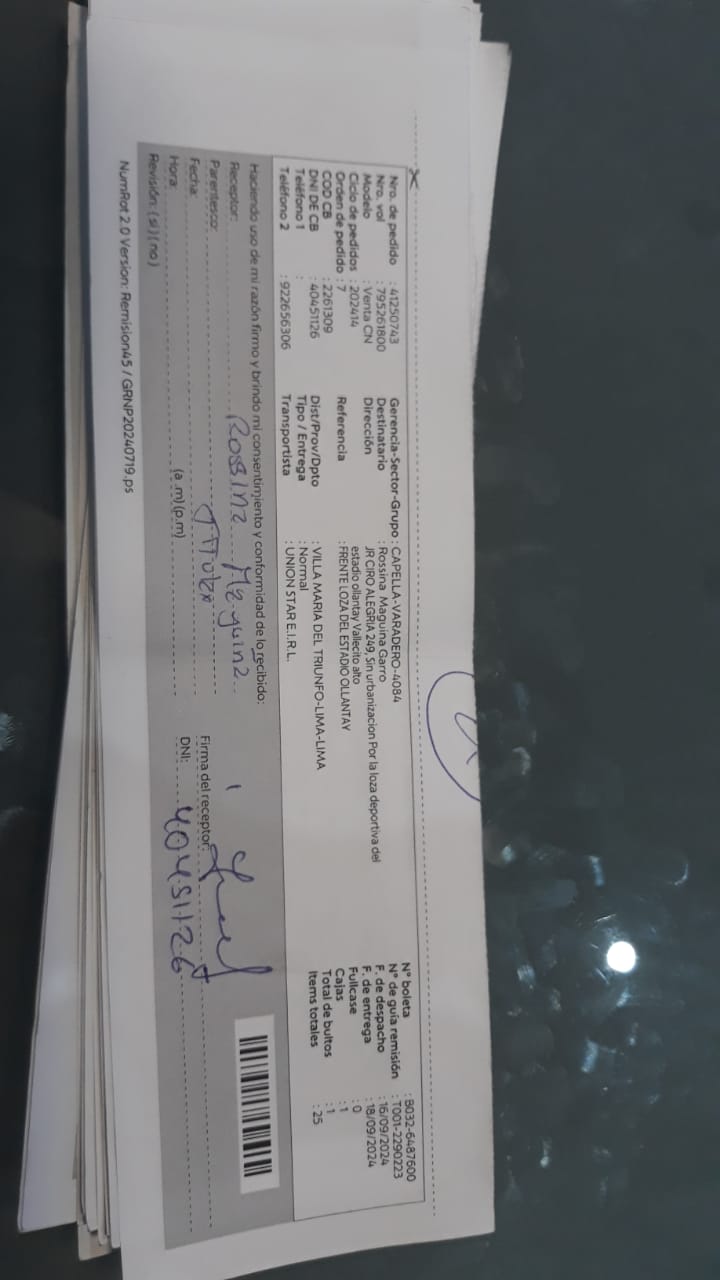 Nro. de pedido : 41250743
Nro. vol : 795261800
Modelo : Venta CN
Ciclo de pedidos : 202414
Orden de pedido : 7
COD CB : 2261309
DNI DE CB : 40451126
Teléfono 1 :
Teléfono 2 : 922656306
Gerencia-Sector-Grupo : CAPELLA-VARADERO-4084
Destinatario : Rossina Maguina Garro
Dirección : JR CIRO ALEGRIA 249, Sin urbanizacion Por la loza deportiva del
estadio ollantay Vallecito alto
Referencia : FRENTE LOZA DEL ESTADIO OLLANTAY
Dist/Prov/Dpto : VILLA MARIA DEL TRIUNFO-LIMA-LIMA
Tipo / Entrega : Normal
Transportista : UNION STAR E.I.R.L.
N° boleta : B032-6487600
N° de guía remisión : T001-2290223
F. de despacho : 16/09/2024
F. de entrega : 18/09/2024
Fullcase : 0
Cajas : 1
Total de bultos : 1
Items totales : 25
Haciendo uso de mi razón firmo y brindo mi consentimiento y conformidad de lo recibido:
Receptor: Rossina Maguina
Parentesco: Titular
Fecha:
Hora: (a.m)(p.m)
Revisión: (si) (no)
Firma del receptor:
DNI: 40451126
NumRot 2.0 Version: Remision45 / GRNP20240719.ps